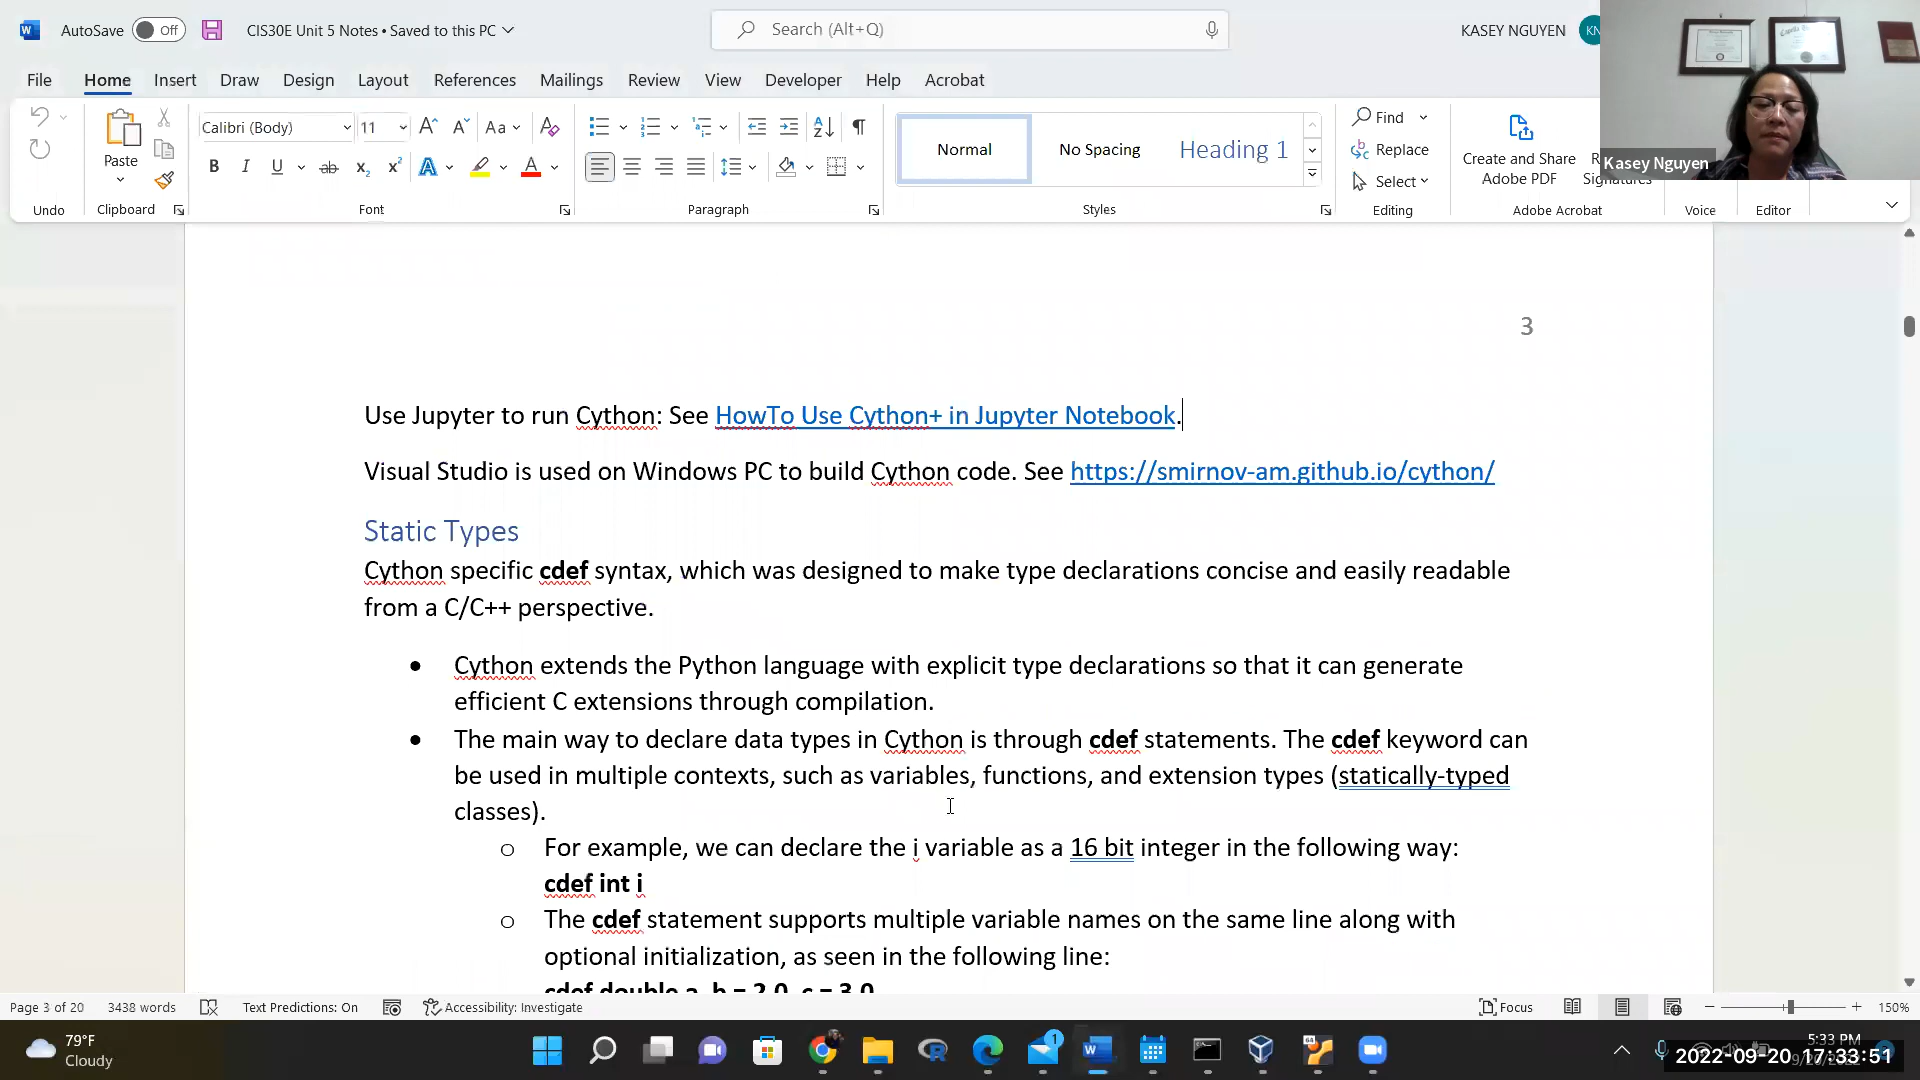 AutoSave Off CIS30E Unit 5 Notes • Saved to this PC Search (Alt+Q) KASEY NGUYEN KN
File Home Insert Draw Design Layout References Mailings Review View Developer Help Acrobat
Calibri (Body) 11 Aa Find
Paste Normal No Spacing Heading 1 Replace Create and Share
Select Adobe PDF Signatures
Kasey Nguyen
Undo Clipboard Font Paragraph Styles Editing Adobe Acrobat Voice Editor
3
Use Jupyter to run Cython: See HowTo Use Cython+ in Jupyter Notebook.
Visual Studio is used on Windows PC to build Cython code. See https://smirnov-am.github.io/cython/
Static Types
Cython specific cdef syntax, which was designed to make type declarations concise and easily readable
from a C/C++ perspective.
• Cython extends the Python language with explicit type declarations so that it can generate
efficient C extensions through compilation.
• The main way to declare data types in Cython is through cdef statements. The cdef keyword can
be used in multiple contexts, such as variables, functions, and extension types (statically-typed
classes).
o For example, we can declare the i variable as a 16 bit integer in the following way:
cdef int i
o The cdef statement supports multiple variable names on the same line along with
optional initialization, as seen in the following line:
cdef double a, b = 2.0, c = 3.0
Page 3 of 20 3438 words Text Predictions: On Accessibility: Investigate Focus 150%
79°F
Cloudy
5:33 PM
2022-09-20 17:33:51